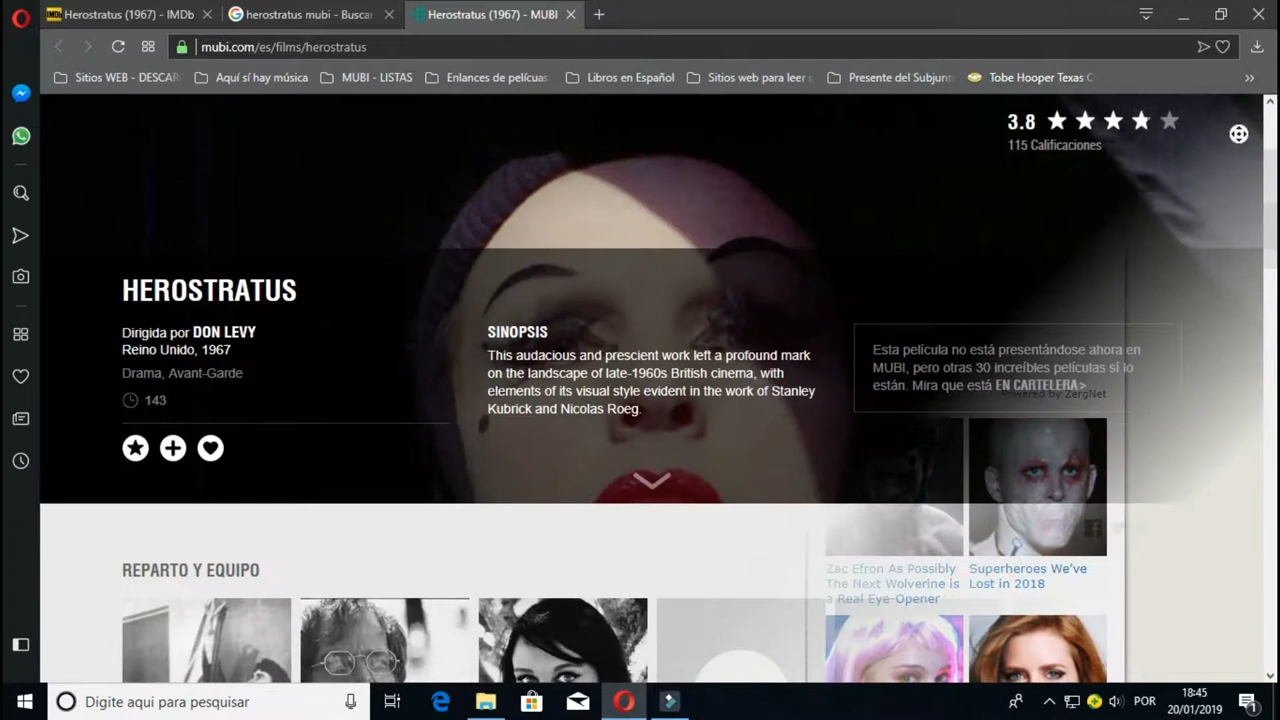 Herostratus (1967) - IMDb
herostratus mubi - Buscar
Herostratus (1967) - MUBI
mubi.com/es/films/herostratus
Sitios WEB - DESCAR
Aquí sí hay música
MUBI - LISTAS
Enlances de pelícuas
Libros en Español
Sitios web para leer
Presente del Subjunt
Tobe Hooper Texas C
3.8
115 Calificaciones
HEROSTRATUS
Dirigida por DON LEVY
Reino Unido, 1967
Drama, Avant-Garde
143
SINOPSIS
This audacious and prescient work left a profound mark
on the landscape of late-1960s British cinema, with
elements of its visual style evident in the work of Stanley
Kubrick and Nicolas Roeg.
Esta película no está presentándose ahora en
MUBI, pero otras 30 increíbles películas sí lo
están. Mira que está EN CARTELERA>
Powered by ZergNet
Zac Efron As Possibly
The Next Wolverine is
a Real Eye-Opener
Superheroes We've
Lost in 2018
REPARTO Y EQUIPO
Digite aqui para pesquisar
POR
18:45
20/01/2019
1